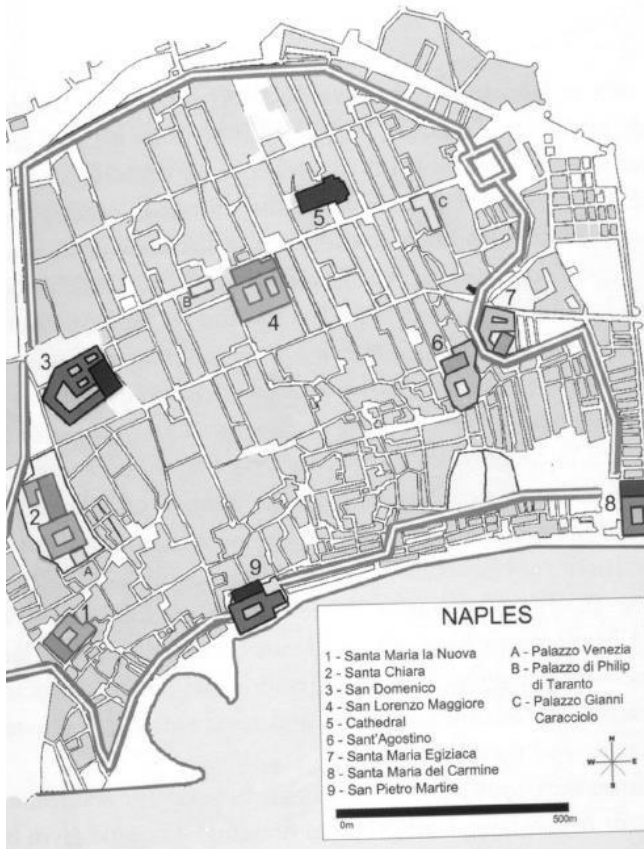 5
C
B
4
7
3
6
2
8
A
9
1
NAPLES
1 - Santa Maria la Nuova
2 - Santa Chiara
3 - San Domenico
4 - San Lorenzo Maggiore
5 - Cathedral
6 - Sant'Agostino
7 - Santa Maria Egiziaca
8 - Santa Maria del Carmine
9 - San Pietro Martire
A - Palazzo Venezia
B - Palazzo di Philip
di Taranto
C - Palazzo Gianni
Caracciolo
N
W E
S
0m 500m